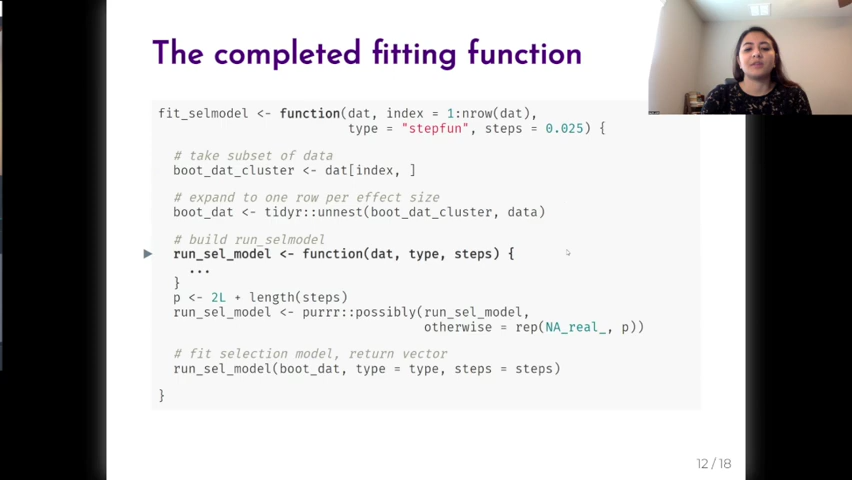 The completed fitting function
fit_selmodel <- function(dat, index = 1:nrow(dat),
type = "stepfun", steps = 0.025) {
# take subset of data
boot_dat_cluster <- dat[index, ]
# expand to one row per effect size
boot_dat <- tidyr::unnest(boot_dat_cluster, data)
# build run_selmodel
run_sel_model <- function(dat, type, steps) {
...
}
p <- 2L + length(steps)
run_sel_model <- purrr::possibly(run_sel_model,
otherwise = rep(NA_real_, p))
# fit selection model, return vector
run_sel_model(boot_dat, type = type, steps = steps)
}
12 / 18